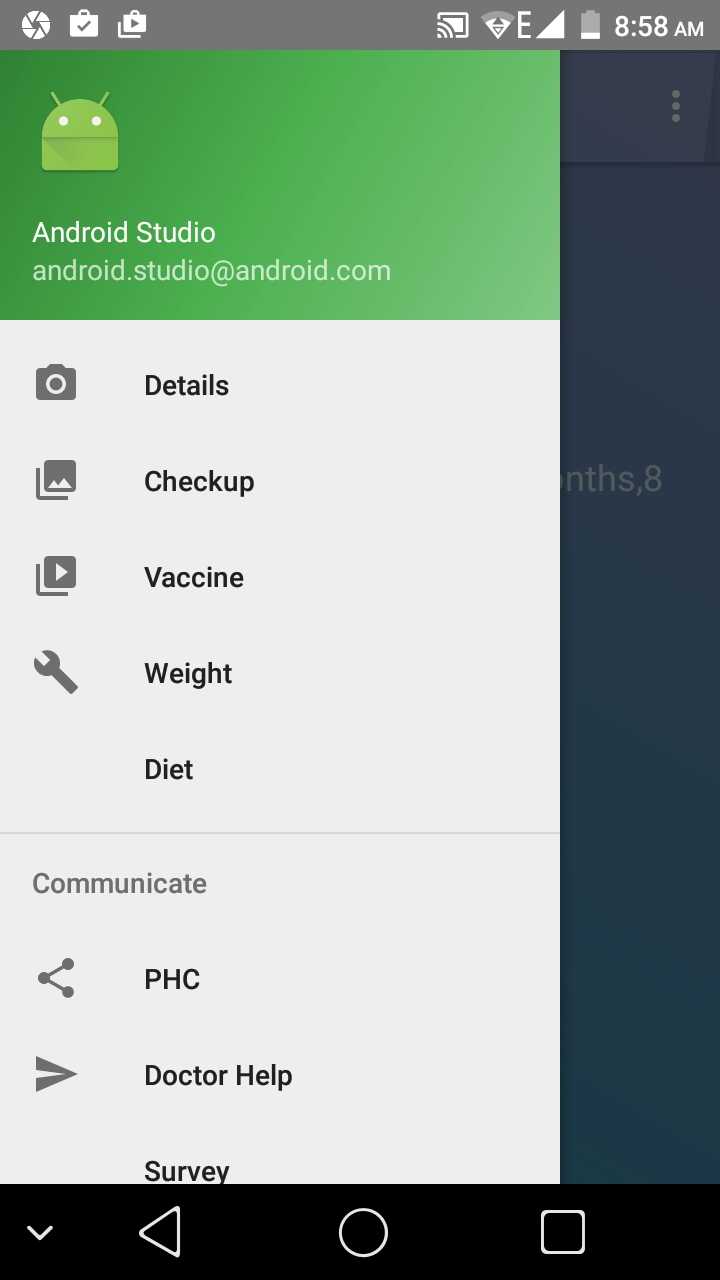 E 8:58 AM
Android Studio
android.studio@android.com
Details
Checkup
onths,8
Vaccine
Weight
Diet
Communicate
PHC
Doctor Help
Survey